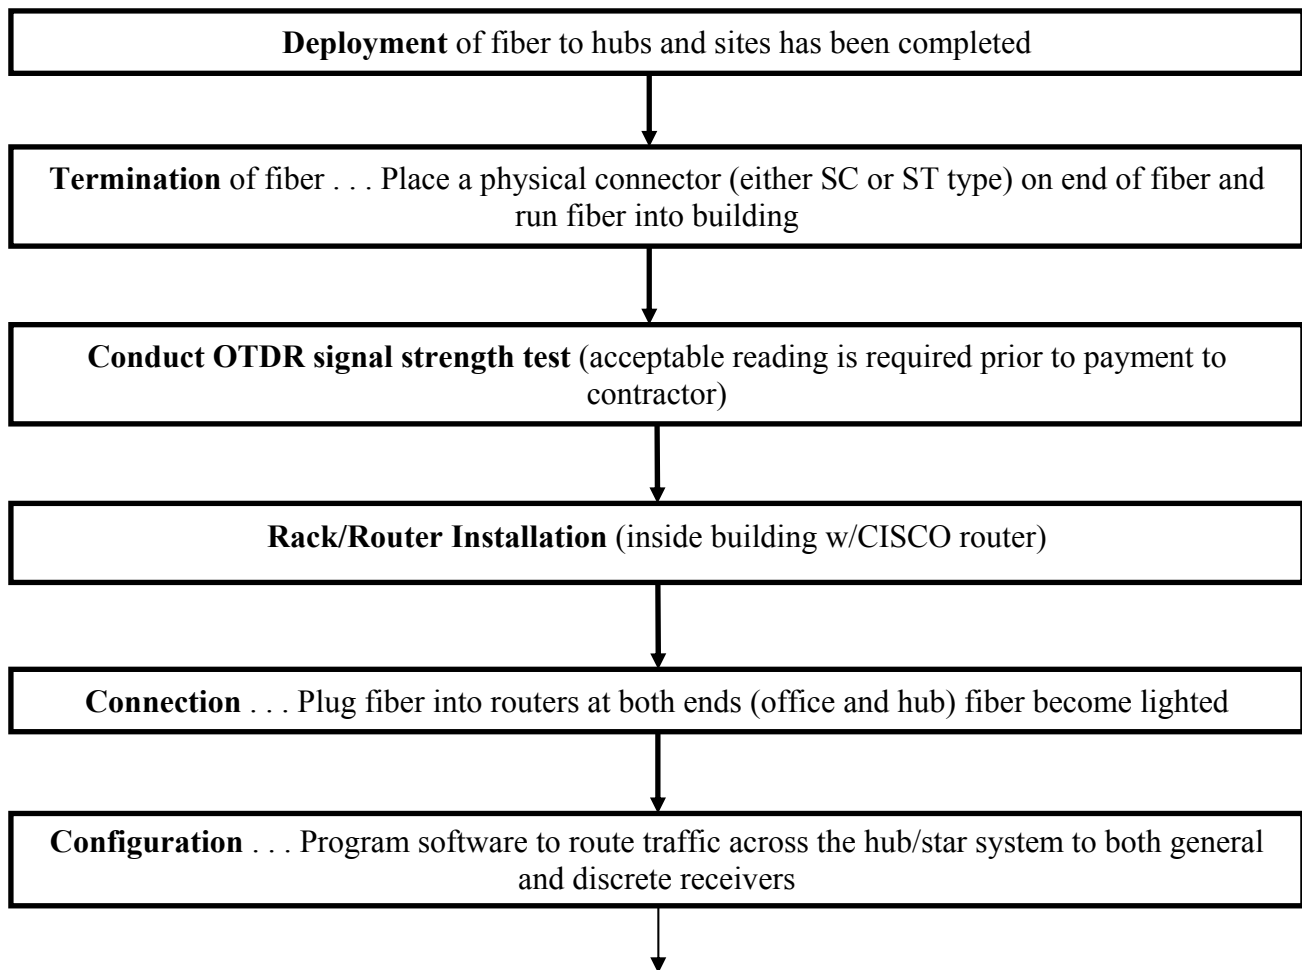 Deployment of fiber to hubs and sites has been completed
Termination of fiber . . . Place a physical connector (either SC or ST type) on end of fiber and
run fiber into building
Conduct OTDR signal strength test (acceptable reading is required prior to payment to
contractor)
Rack/Router Installation (inside building w/CISCO router)
Connection . . . Plug fiber into routers at both ends (office and hub) fiber become lighted
Configuration . . . Program software to route traffic across the hub/star system to both general
and discrete receivers